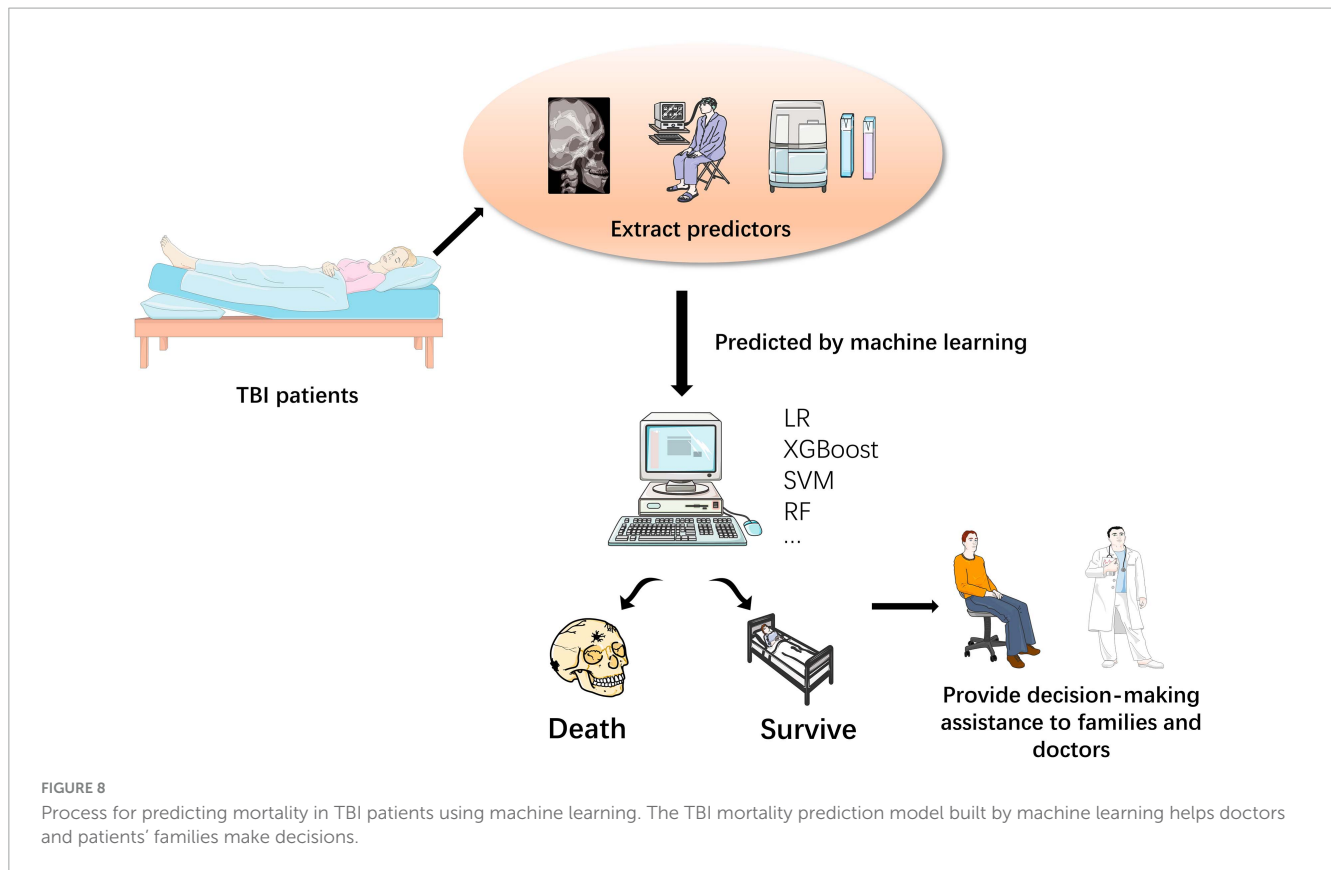 Extract predictors
TBI patients
Predicted by machine learning
LR
XGBoost
SVM
RF
...
Death
Survive
Provide decision-making
assistance to families and
doctors
FIGURE 8
Process for predicting mortality in TBI patients using machine learning. The TBI mortality prediction model built by machine learning helps doctors
and patients’ families make decisions.